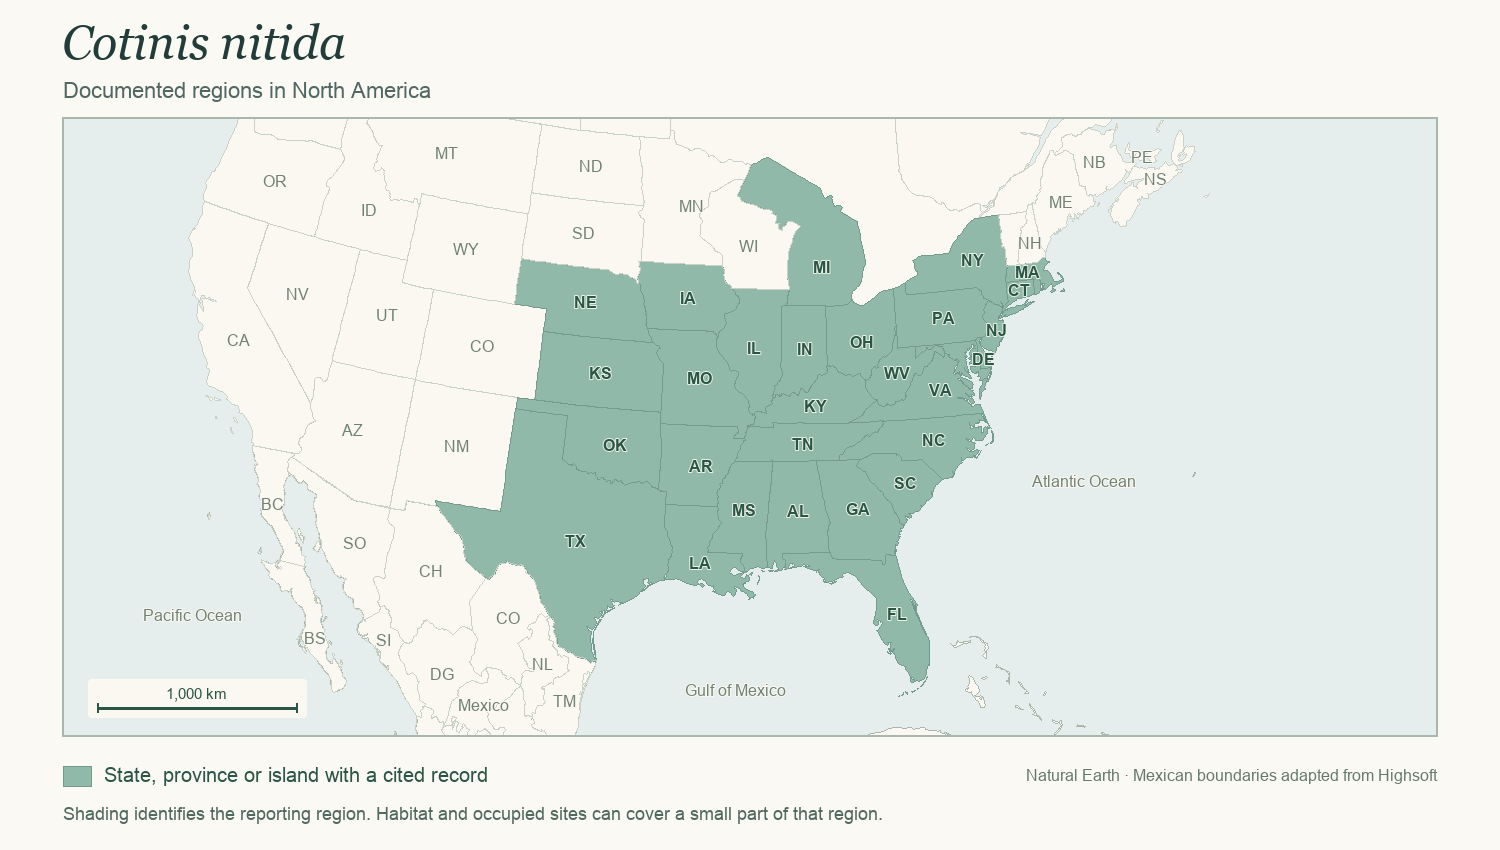 Cotinis nitida
Documented regions in North America
MT
ND
OR
ID
MN
SD
WY
WI
NB
PE
NS
ME
NH
NY
MI
MA
CT
NV
NE
IA
UT
CA
CO
PA
NJ
IL
IN
OH
DE
KS
MO
WV
VA
KY
AZ
NM
OK
TN
NC
AR
SC
Atlantic Ocean
BC
MS
AL
GA
SO
TX
CH
LA
Pacific Ocean
CO
FL
BS
SI
NL
DG
TM
Mexico
Gulf of Mexico
1,000 km
State, province or island with a cited record
Natural Earth · Mexican boundaries adapted from Highsoft
Shading identifies the reporting region. Habitat and occupied sites can cover a small part of that region.